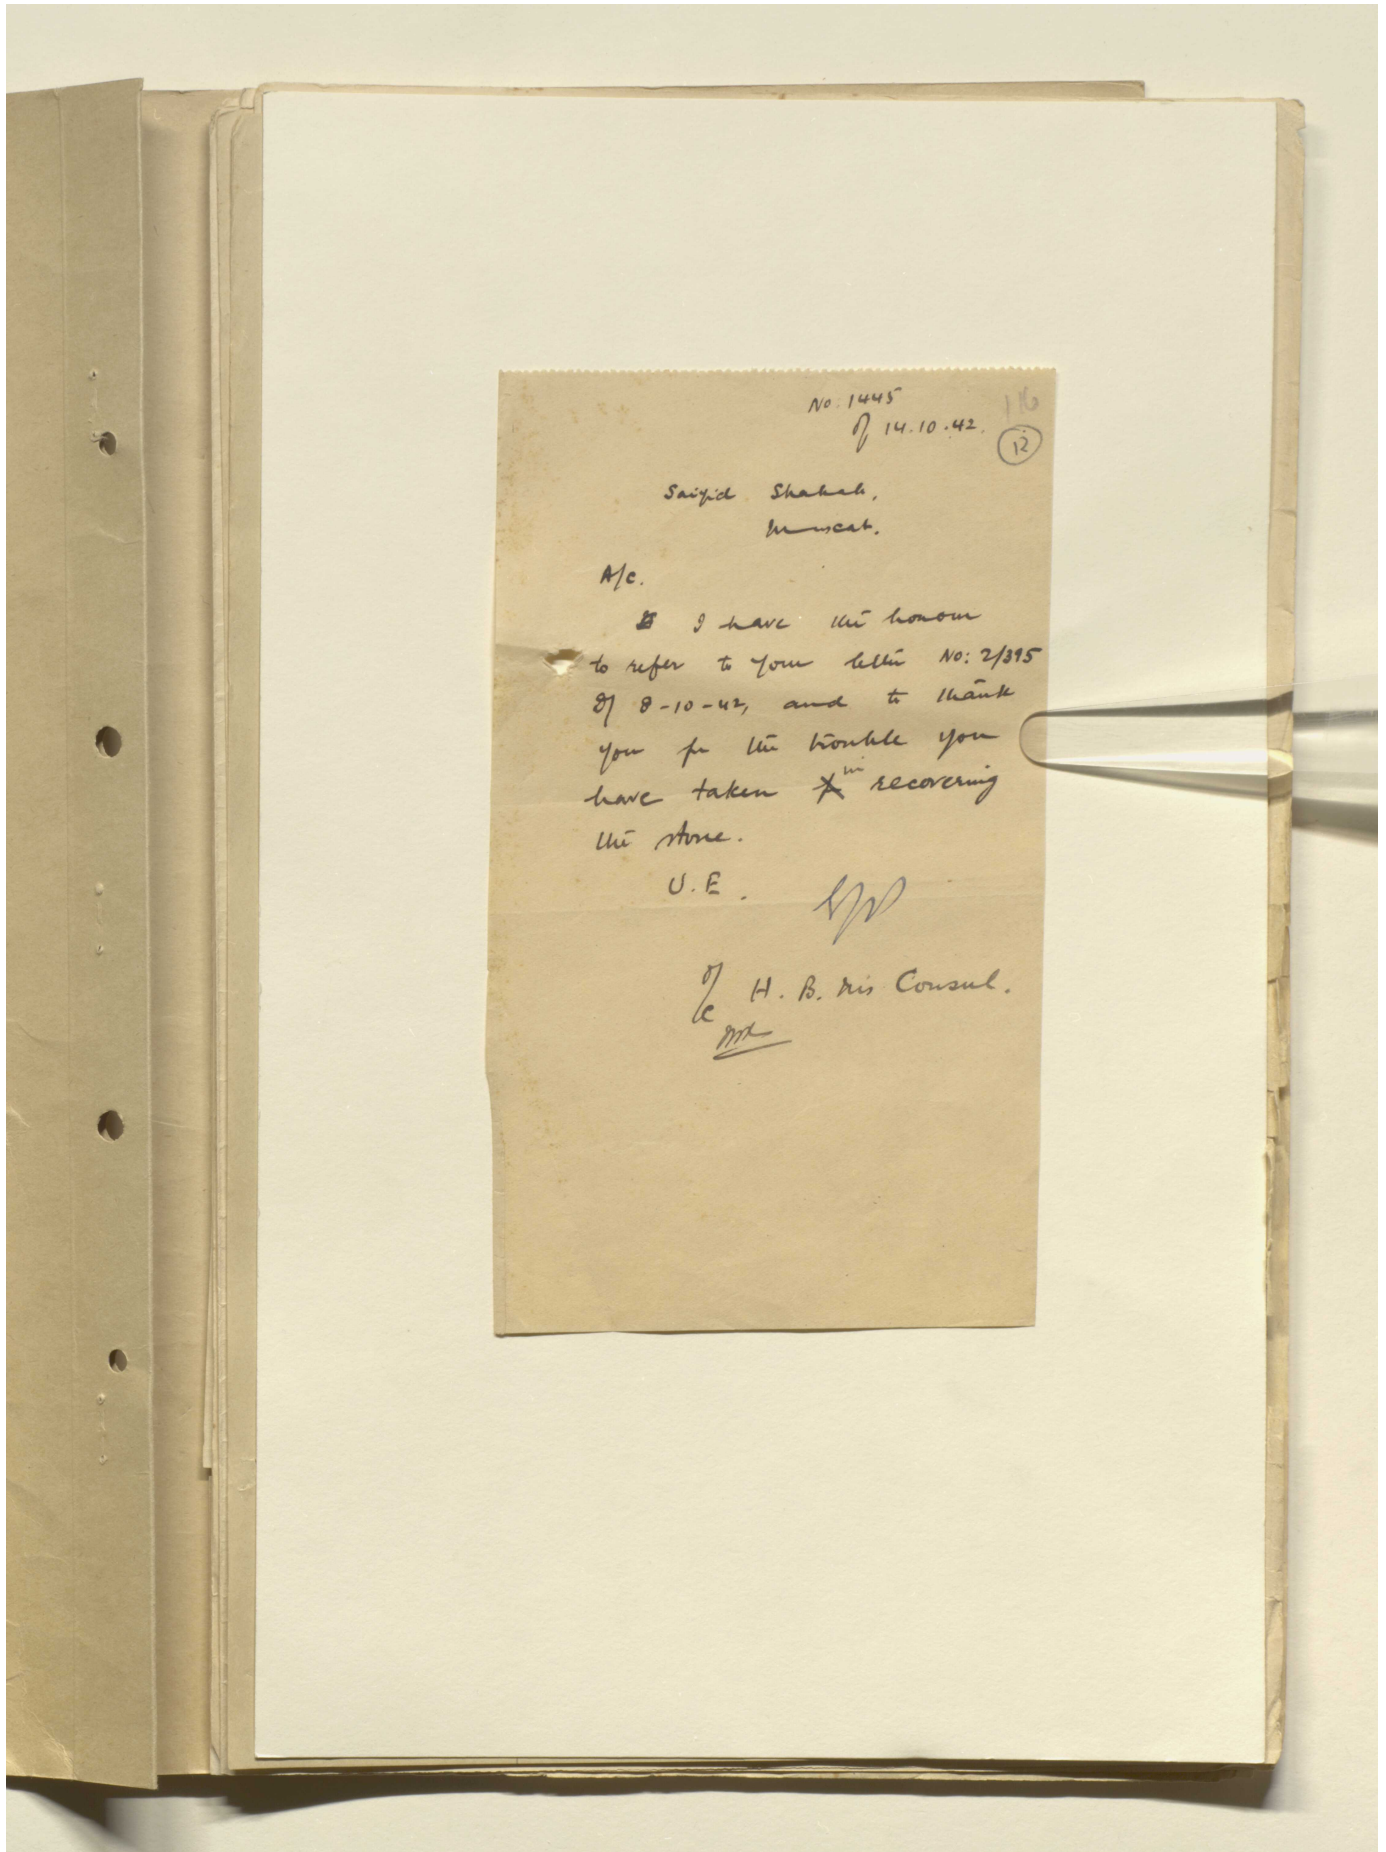 No. 1445
116
of 14.10.42.
12
Saiyid Shahab,
Muscat.
A/c.
I have the honour
to refer to your letter No: 2/395
of 8-10-42, and to thank
you for the trouble you
have taken in recovering
the stone.
U.E.
H. B. M's Consul.